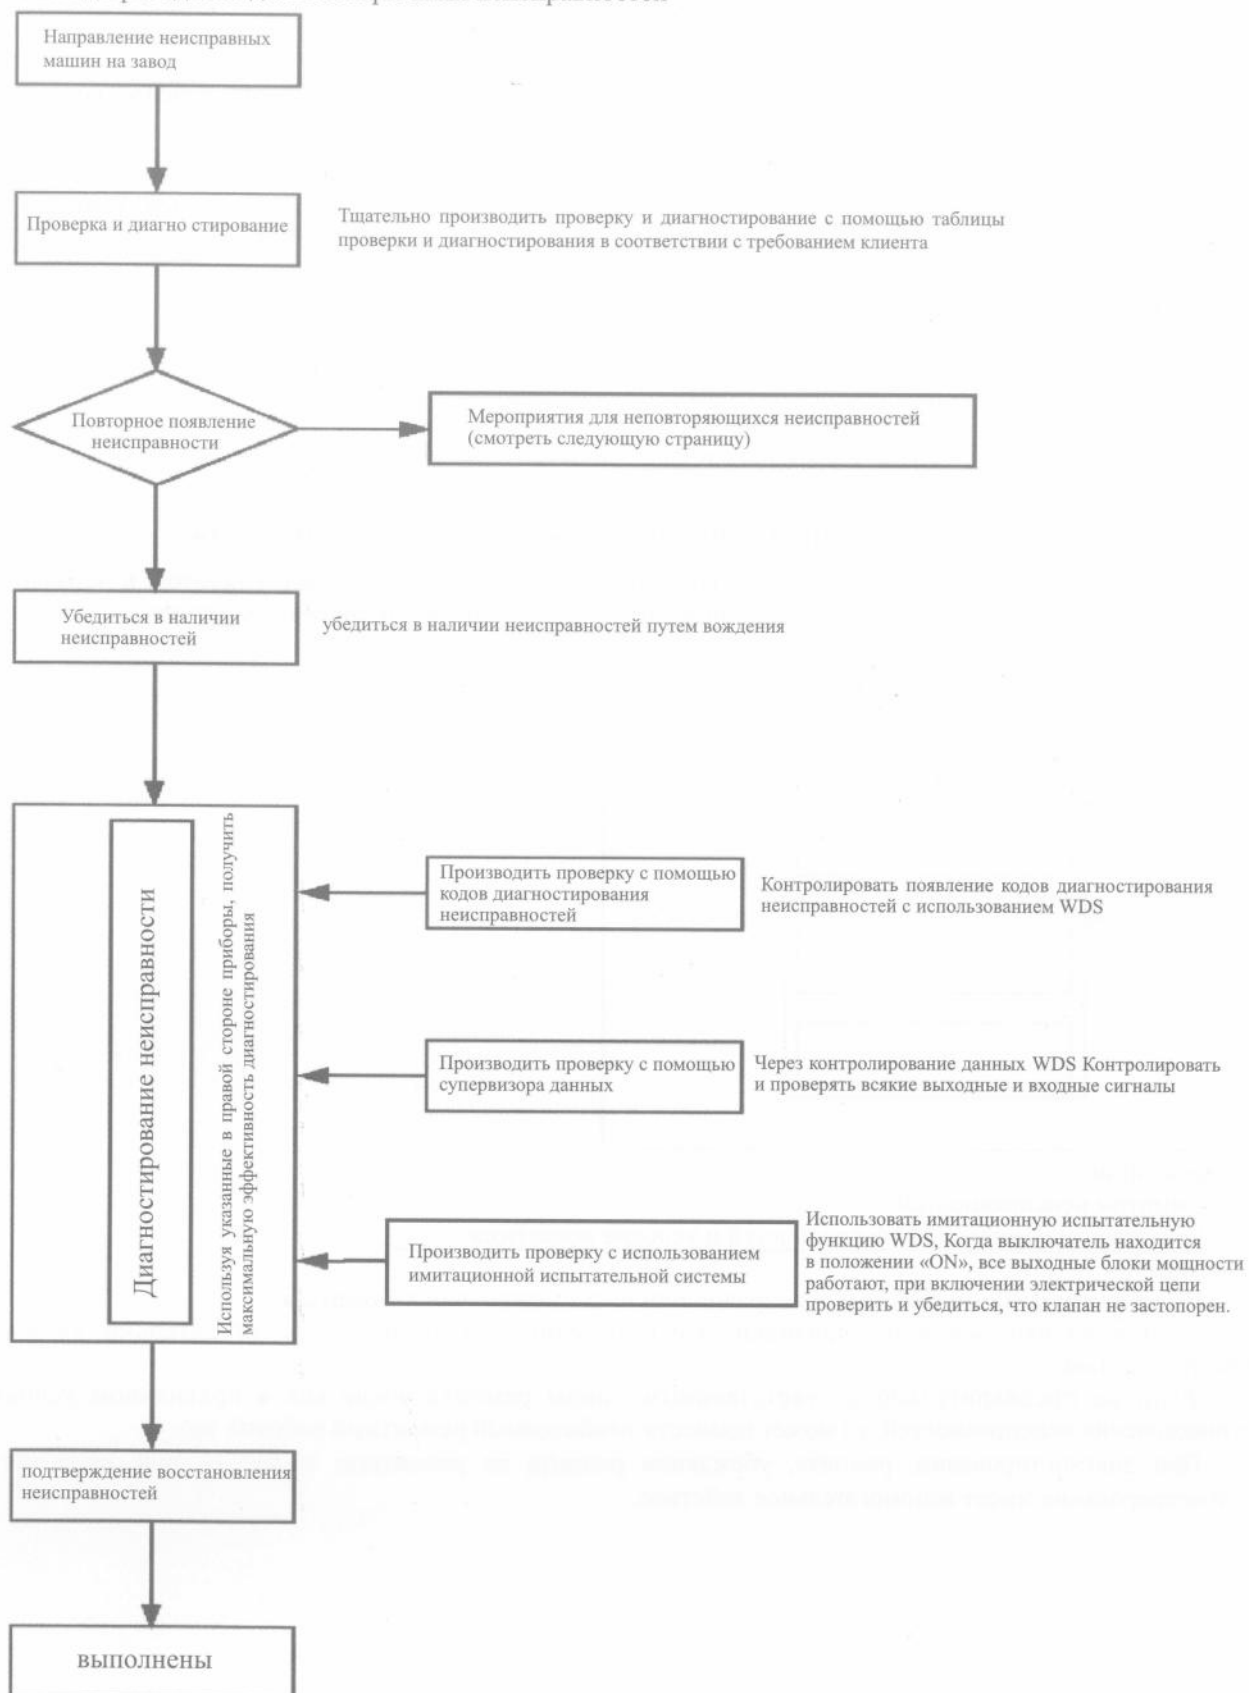 Направление неисправных
машин на завод
Проверка и диагно стирование
Тщательно производить проверку и диагностирование с помощью таблицы
проверки и диагностирования в соответствии с требованием клиента
Повторное появление
неисправности
Мероприятия для неповторяющихся неисправностей
(смотреть следующую страницу)
Убедиться в наличии
неисправностей
убедиться в наличии неисправностей путем вождения
Диагностирование неисправности
Используя указанные в правой стороне приборы, получить
максимальную эффективность диагностирования
Производить проверку с помощью
кодов диагностирования
неисправностей
Контролировать появление кодов диагностирования
неисправностей с использованием WDS
Производить проверку с помощью
супервизора данных
Через контролирование данных WDS Контролировать
и проверять всякие выходные и входные сигналы
Производить проверку с использованием
имитационной испытательной системы
Использовать имитационную испытательную
функцию WDS, Когда выключатель находится
в положении «ON», все выходные блоки мощности
работают, при включении электрической цепи
проверить и убедиться, что клапан не застопорен.
подтверждение восстановления
неисправностей
выполнены